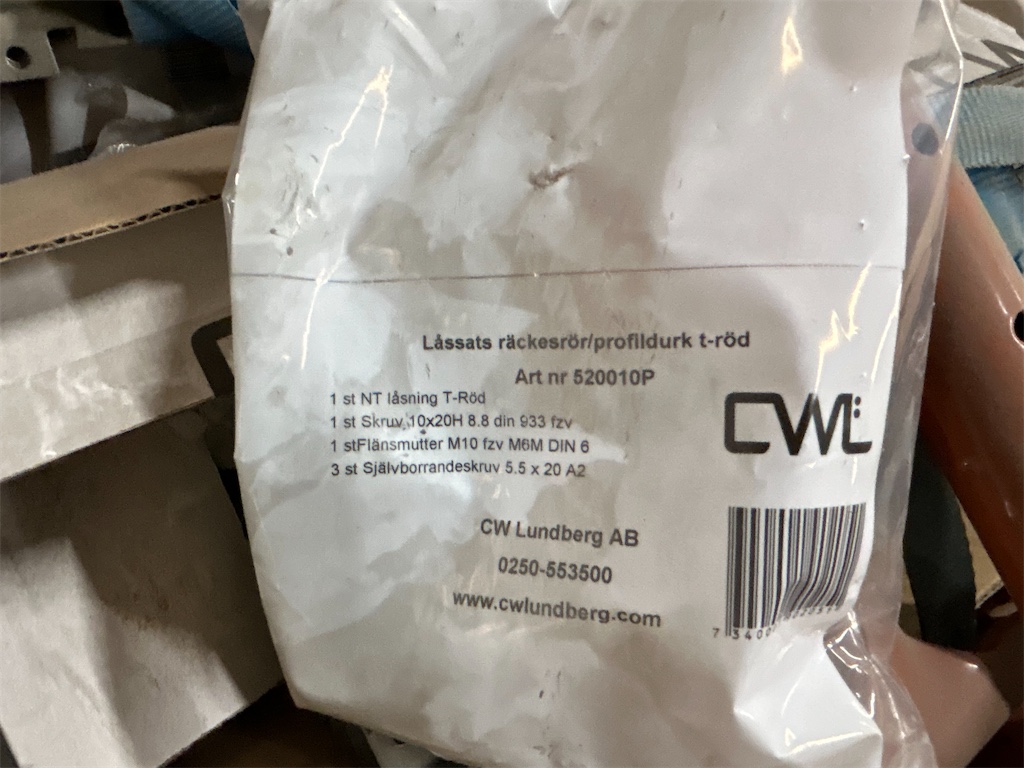 Låssats räckesrör/profildurk t-röd
Art nr 520010P
1 st NT låsning T-Röd
1 st Skruv 10x20H 8.8 din 933 fzv
1 stFlänsmutter M10 fzv M6M DIN 6
3 st Självborrandeskruv 5.5 x 20 A2
CWL
CW Lundberg AB
0250-553500
www.cwlundberg.com